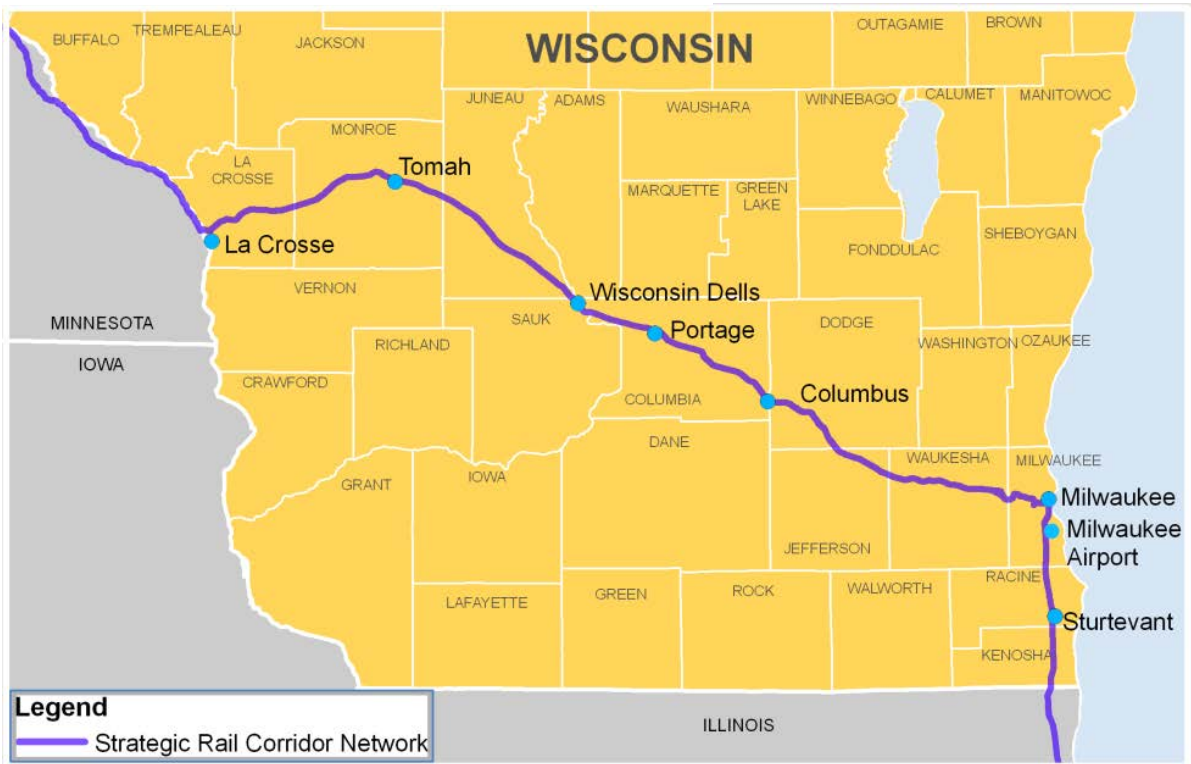 WISCONSIN
BUFFALO
TREMPEALEAU
JACKSON
OUTAGAMIE
BROWN
JUNEAU
ADAMS
WAUSHARA
WINNEBAGO
CALUMET
MANITOWOC
MONROE
LA
CROSSE
Tomah
MARQUETTE
GREEN
LAKE
La Crosse
FONDDULAC
SHEBOYGAN
VERNON
Wisconsin Dells
MINNESOTA
SAUK
Portage
DODGE
RICHLAND
WASHINGTON
OZAUKEE
IOWA
CRAWFORD
COLUMBIA
Columbus
DANE
WAUKESHA
MILWAUKEE
GRANT
IOWA
Milwaukee
Milwaukee
Airport
JEFFERSON
LAFAYETTE
GREEN
ROCK
WALWORTH
RACINE
Sturtevant
KENOSHA
Legend
Strategic Rail Corridor Network
ILLINOIS